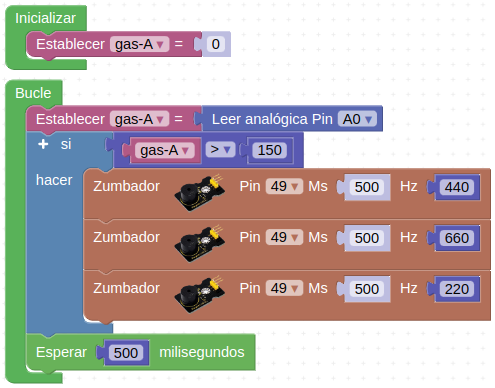 Inicializar
Establecer gas-A = 0
Bucle
Establecer gas-A = Leer analógica Pin A0
si gas-A > 150
hacer
Zumbador Pin 49 Ms 500 Hz 440
Zumbador Pin 49 Ms 500 Hz 660
Zumbador Pin 49 Ms 500 Hz 220
Esperar 500 milisegundos